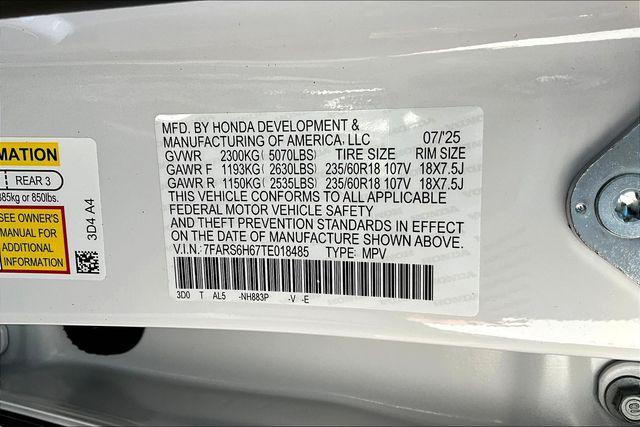 MFD. BY HONDA DEVELOPMENT &
MANUFACTURING OF AMERICA, LLC 07/'25
GVWR 2300KG( 5070LBS) TIRE SIZE RIM SIZE
GAWR F 1193KG( 2630LBS) 235/60R18 107V 18X7.5J
GAWR R 1150KG( 2535LBS) 235/60R18 107V 18X7.5J
THIS VEHICLE CONFORMS TO ALL APPLICABLE
FEDERAL MOTOR VEHICLE SAFETY
AND THEFT PREVENTION STANDARDS IN EFFECT
ON THE DATE OF MANUFACTURE SHOWN ABOVE.
V.I.N.: 7FARS6H67TE018485 TYPE: MPV
3D0 T AL5 -NH883P -V -E
MATION
REAR 3
385kg or 850lbs.
SEE OWNER'S
MANUAL FOR
ADDITIONAL
INFORMATION
3D4 A4